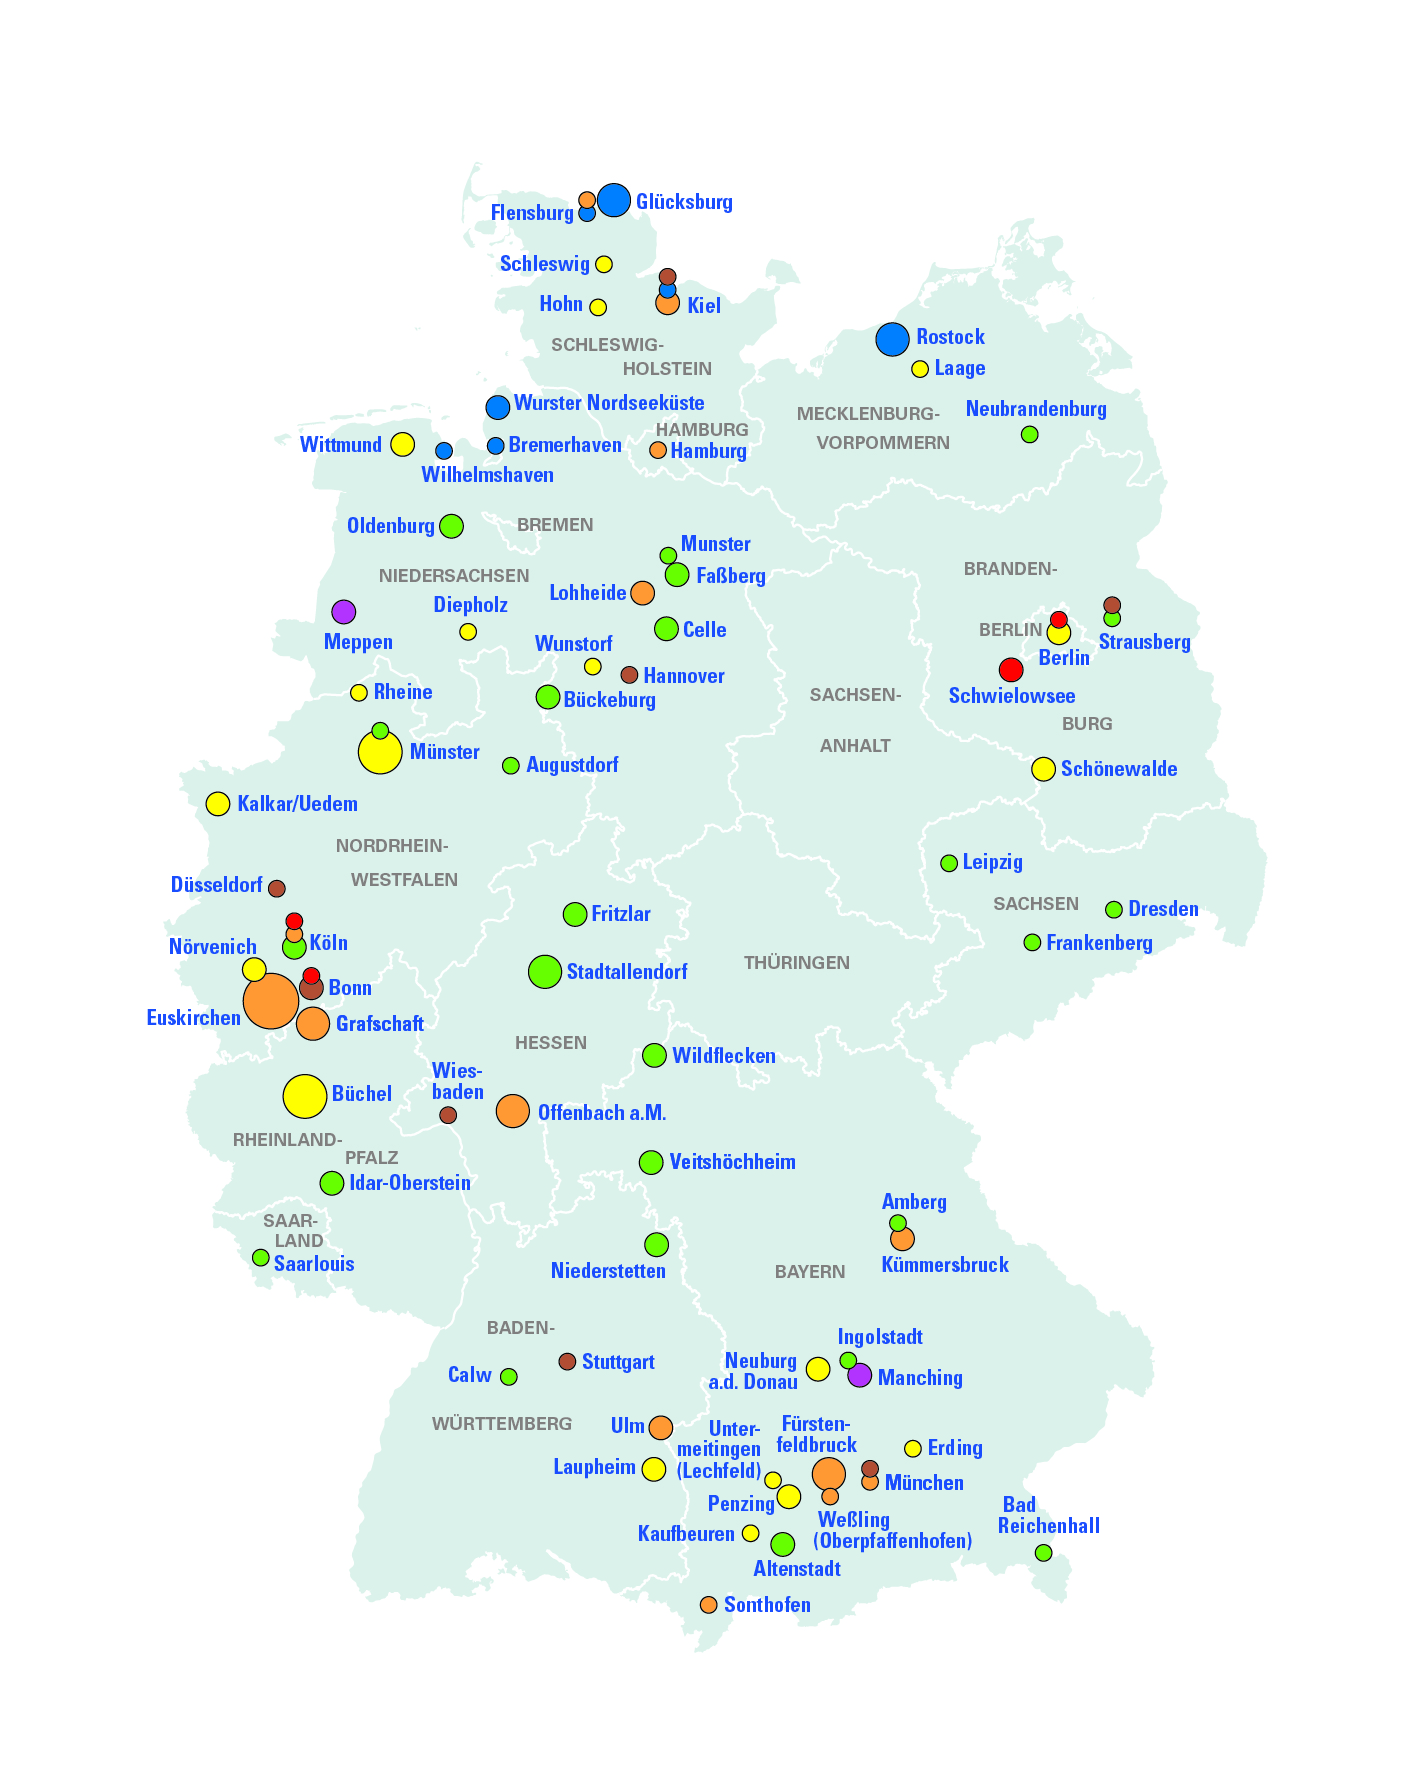 Glücksburg
Flensburg
Schleswig
Hohn
Kiel
SCHLESWIG-
HOLSTEIN
Rostock
Laage
Neubrandenburg
MECKLENBURG-
VORPOMMERN
Wurster Nordseeküste
HAMBURG
Hamburg
Wittmund
Bremerhaven
Wilhelmshaven
Oldenburg
BREMEN
Munster
Faßberg
NIEDERSACHSEN
Lohheide
Diepholz
Celle
Meppen
Wunstorf
Hannover
BRANDEN-
BERLIN
Berlin
Strausberg
Schwielowsee
BURG
Rheine
Bückeburg
SACHSEN-
ANHALT
Münster
Augustdorf
Schönewalde
Kalkar/Uedem
NORDRHEIN-
WESTFALEN
Düsseldorf
Leipzig
SACHSEN
Dresden
Frankenberg
Fritzlar
Köln
Nörvenich
Stadtallendorf
THÜRINGEN
Bonn
Euskirchen
Grafschaft
HESSEN
Wildflecken
Wies-
baden
Büchel
Offenbach a.M.
RHEINLAND-
PFALZ
Veitshöchheim
Idar-Oberstein
SAAR-
LAND
Saarlouis
Amberg
Kümmersbruck
Niederstetten
BAYERN
BADEN-
Stuttgart
Calw
WÜRTTEMBERG
Ingolstadt
Neuburg
a.d. Donau
Manching
Ulm
Laupheim
Unter-
meitingen
(Lechfeld)
Fürsten-
feldbruck
Erding
München
Penzing
Weßling
(Oberpfaffenhofen)
Kaufbeuren
Altenstadt
Bad
Reichenhall
Sonthofen